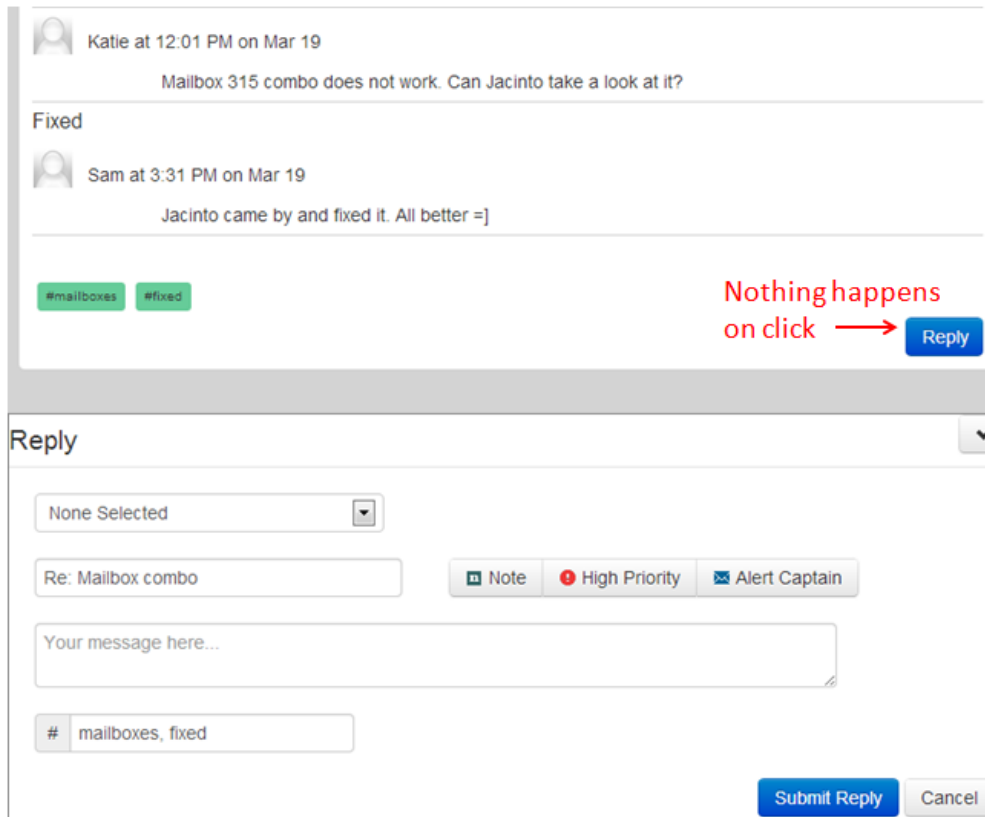 Katie at 12:01 PM on Mar 19
Mailbox 315 combo does not work. Can Jacinto take a look at it?
Fixed
Sam at 3:31 PM on Mar 19
Jacinto came by and fixed it. All better =]
#mailboxes #fixed
Nothing happens
on click
Reply
Reply
None Selected
Re: Mailbox combo
Note High Priority Alert Captain
Your message here...
# mailboxes, fixed
Submit Reply Cancel